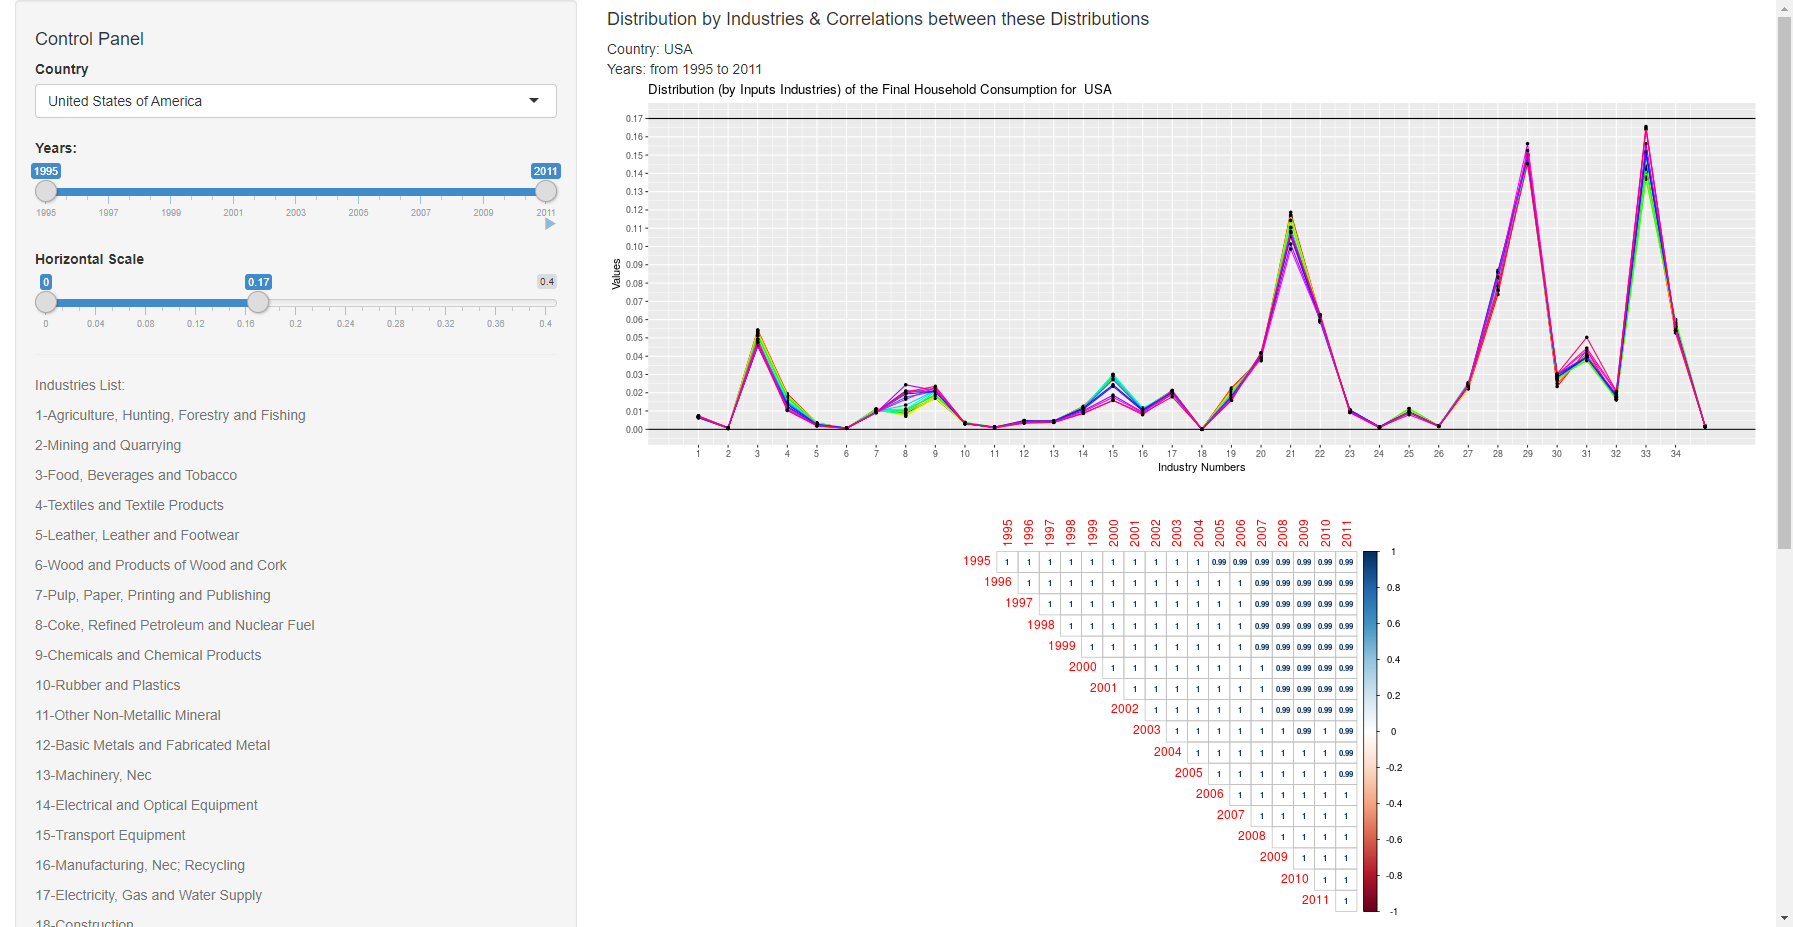 Control Panel
Country
United States of America
Years:
1995 2011
1995 1997 1999 2001 2003 2005 2007 2009 2011
Horizontal Scale
0 0.17 0.4
0 0.04 0.08 0.12 0.16 0.2 0.24 0.28 0.32 0.36 0.4
Industries List:
1-Agriculture, Hunting, Forestry and Fishing
2-Mining and Quarrying
3-Food, Beverages and Tobacco
4-Textiles and Textile Products
5-Leather, Leather and Footwear
6-Wood and Products of Wood and Cork
7-Pulp, Paper, Printing and Publishing
8-Coke, Refined Petroleum and Nuclear Fuel
9-Chemicals and Chemical Products
10-Rubber and Plastics
11-Other Non-Metallic Mineral
12-Basic Metals and Fabricated Metal
13-Machinery, Nec
14-Electrical and Optical Equipment
15-Transport Equipment
16-Manufacturing, Nec; Recycling
17-Electricity, Gas and Water Supply
18-Construction
Distribution by Industries & Correlations between these Distributions
Country: USA
Years: from 1995 to 2011
Distribution (by Inputs Industries) of the Final Household Consumption for USA
Values
0.17
0.16
0.15
0.14
0.13
0.12
0.11
0.10
0.09
0.08
0.07
0.06
0.05
0.04
0.03
0.02
0.01
0.00
1 2 3 4 5 6 7 8 9 10 11 12 13 14 15 16 17 18 19 20 21 22 23 24 25 26 27 28 29 30 31 32 33 34
Industry Numbers
1995 1996 1997 1998 1999 2000 2001 2002 2003 2004 2005 2006 2007 2008 2009 2010 2011
1995 1 1 1 1 1 1 1 1 1 1 0.99 0.99 0.99 0.99 0.99 0.99 0.99
1996 1 1 1 1 1 1 1 1 1 1 1 0.99 0.99 0.99 0.99 0.99
1997 1 1 1 1 1 1 1 1 1 1 0.99 0.99 0.99 0.99 0.99
1998 1 1 1 1 1 1 1 1 1 0.99 0.99 0.99 0.99 0.99
1999 1 1 1 1 1 1 1 1 0.99 0.99 0.99 0.99 0.99
2000 1 1 1 1 1 1 1 1 0.99 0.99 0.99 0.99
2001 1 1 1 1 1 1 1 0.99 0.99 0.99 0.99
2002 1 1 1 1 1 1 0.99 0.99 0.99 0.99
2003 1 1 1 1 1 1 0.99 1 0.99
2004 1 1 1 1 1 1 1 0.99
2005 1 1 1 1 1 1 0.99
2006 1 1 1 1 1 1
2007 1 1 1 1 1
2008 1 1 1 1
2009 1 1 1
2010 1 1
2011 1
1
0.8
0.6
0.4
0.2
0
-0.2
-0.4
-0.6
-0.8
-1